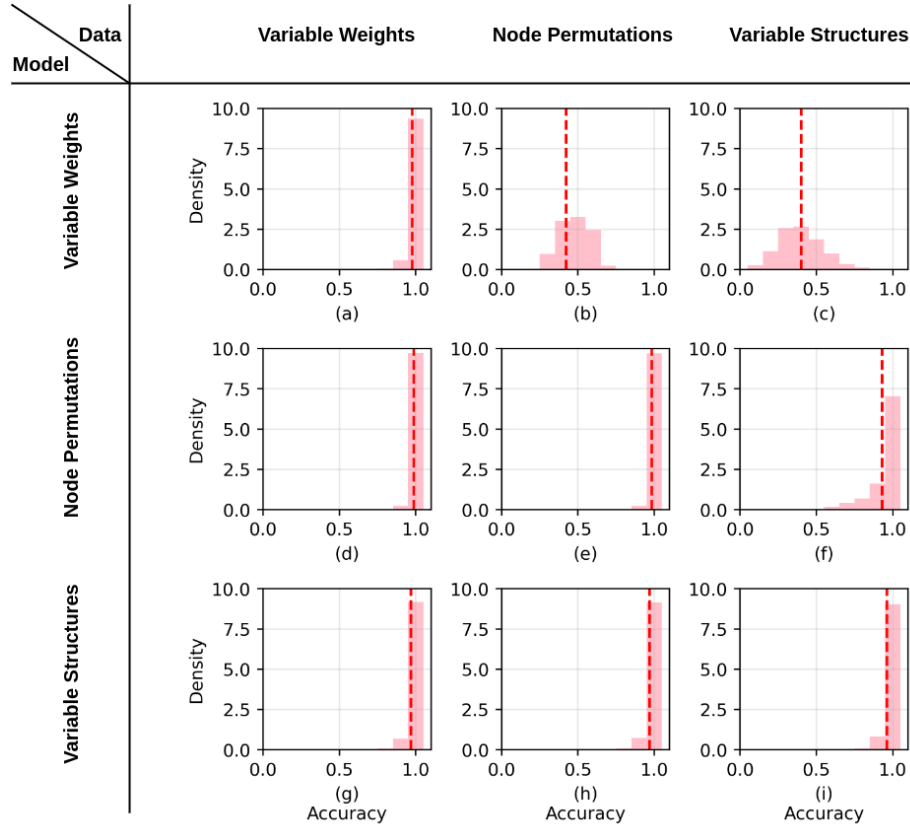 Data
Model
Variable Weights Node Permutations Variable Structures
Variable Weights
Density
10.0 10.0 10.0
7.5 7.5 7.5
5.0 5.0 5.0
2.5 2.5 2.5
0.0 0.0 0.0
0.0 0.5 1.0 0.0 0.5 1.0 0.0 0.5 1.0
(a) (b) (c)
Node Permutations
Density
10.0 10.0 10.0
7.5 7.5 7.5
5.0 5.0 5.0
2.5 2.5 2.5
0.0 0.0 0.0
0.0 0.5 1.0 0.0 0.5 1.0 0.0 0.5 1.0
(d) (e) (f)
Variable Structures
Density
10.0 10.0 10.0
7.5 7.5 7.5
5.0 5.0 5.0
2.5 2.5 2.5
0.0 0.0 0.0
0.0 0.5 1.0 0.0 0.5 1.0 0.0 0.5 1.0
(g) (h) (i)
Accuracy Accuracy Accuracy